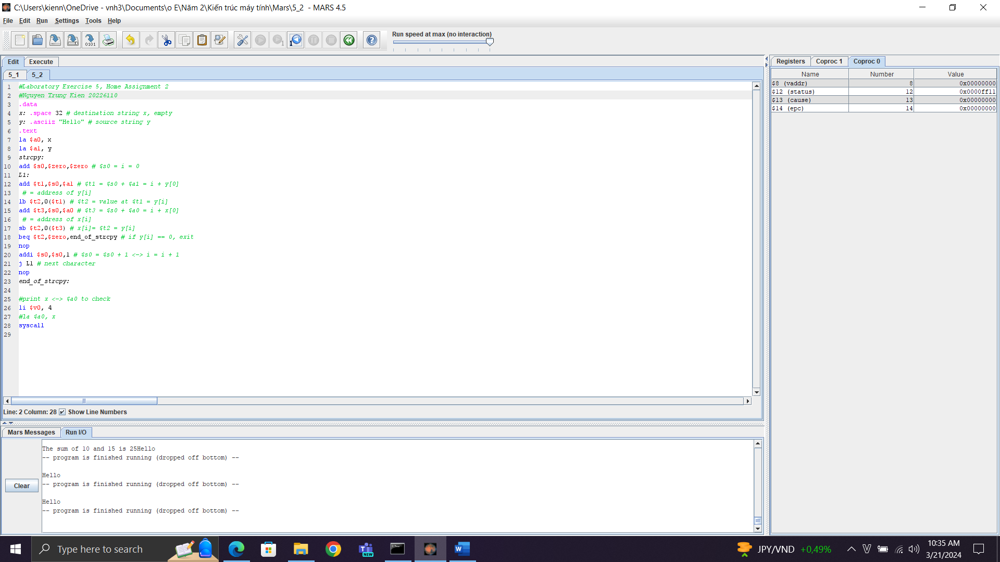 C:\Users\kienn\OneDrive - vnh3\Documents\o E\Năm 2\Kiến trúc máy tính\Mars\5_2 - MARS 4.5
File Edit Run Settings Tools Help
Run speed at max (no interaction)
Edit Execute
5_1 5_2
1 #Laboratory Exercise 5, Home Assignment 2
2 #Nguyen Trung Kien 20226110
3 .data
4 x: .space 32 # destination string x, empty
5 y: .asciiz "Hello" # source string y
6 .text
7 la $a0, x
8 la $a1, y
9 strcpy:
10 add $s0,$zero,$zero # $s0 = i = 0
11 L1:
12 add $t1,$s0,$a1 # $t1 = $s0 + $a1 = i + y[0]
13 # = address of y[i]
14 lb $t2,0($t1) # $t2 = value at $t1 = y[i]
15 add $t3,$s0,$a0 # $t3 = $s0 + $a0 = i + x[0]
16 # = address of x[i]
17 sb $t2,0($t3) # x[i]= $t2 = y[i]
18 beq $t2,$zero,end_of_strcpy # if y[i] == 0, exit
19 nop
20 addi $s0,$s0,1 # $s0 = $s0 + 1 <-> i = i + 1
21 j L1 # next character
22 nop
23 end_of_strcpy:
24
25 #print x <-> $a0 to check
26 li $v0, 4
27 #la $a0, x
28 syscall
29
Line: 2 Column: 28 Show Line Numbers
Mars Messages Run I/O
Clear
The sum of 10 and 15 is 25Hello
-- program is finished running (dropped off bottom) --
Hello
-- program is finished running (dropped off bottom) --
Hello
-- program is finished running (dropped off bottom) --
Registers Coproc 1 Coproc 0
Name Number Value
$8 (vaddr) 8 0x00000000
$12 (status) 12 0x0000ff11
$13 (cause) 13 0x00000000
$14 (epc) 14 0x00000000
Type here to search
JPY/VND +0,49%
10:35 AM
3/21/2024